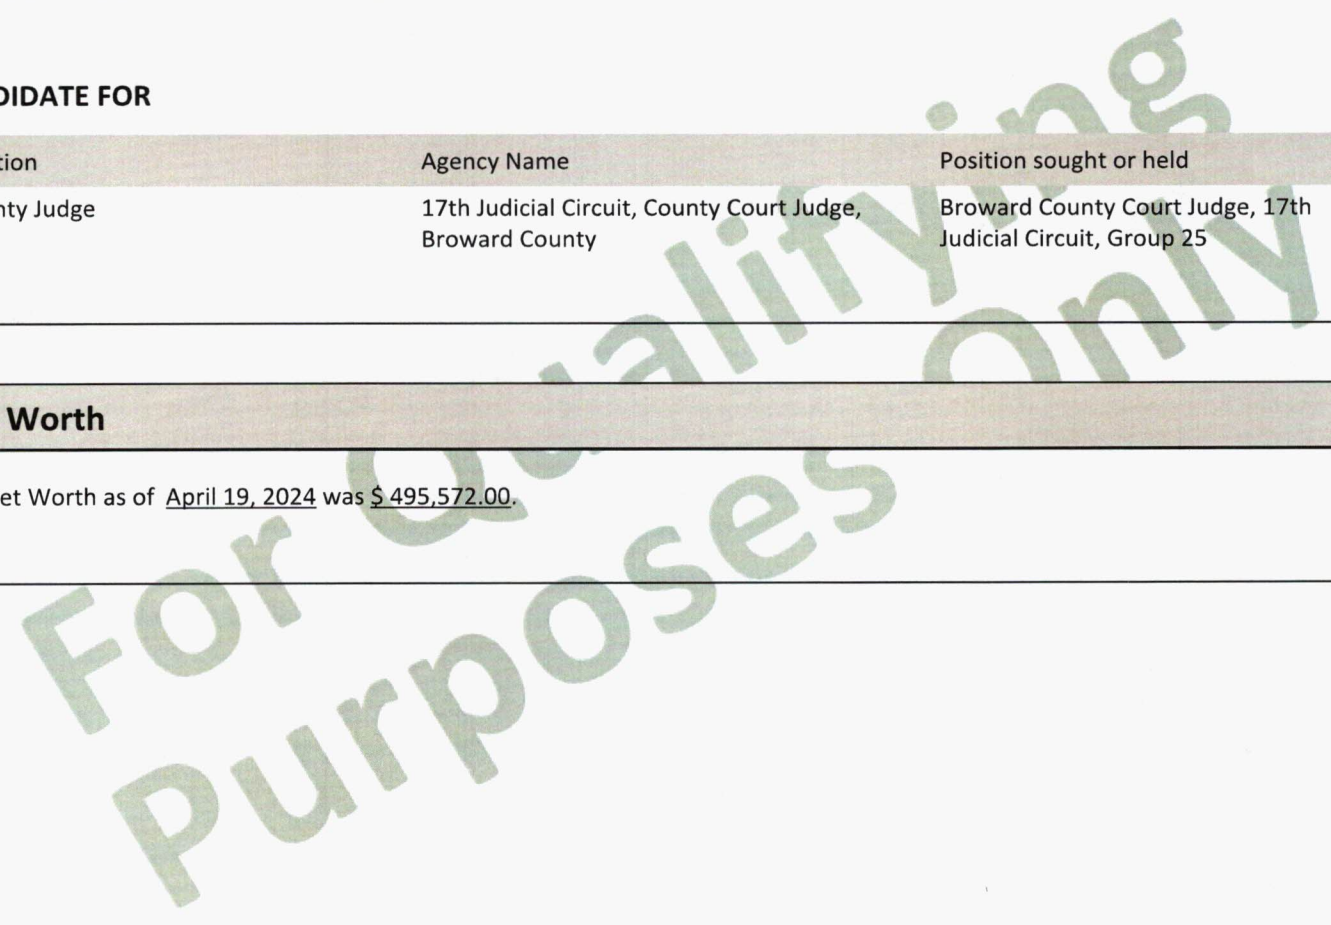 DIDATE FOR
tion Agency Name Position sought or held
nty Judge 17th Judicial Circuit, County Court Judge, Broward County Court Judge, 17th
Broward County Judicial Circuit, Group 25
Worth
et Worth as of April 19, 2024 was $ 495,572.00.
For Qualifying
Purposes Only